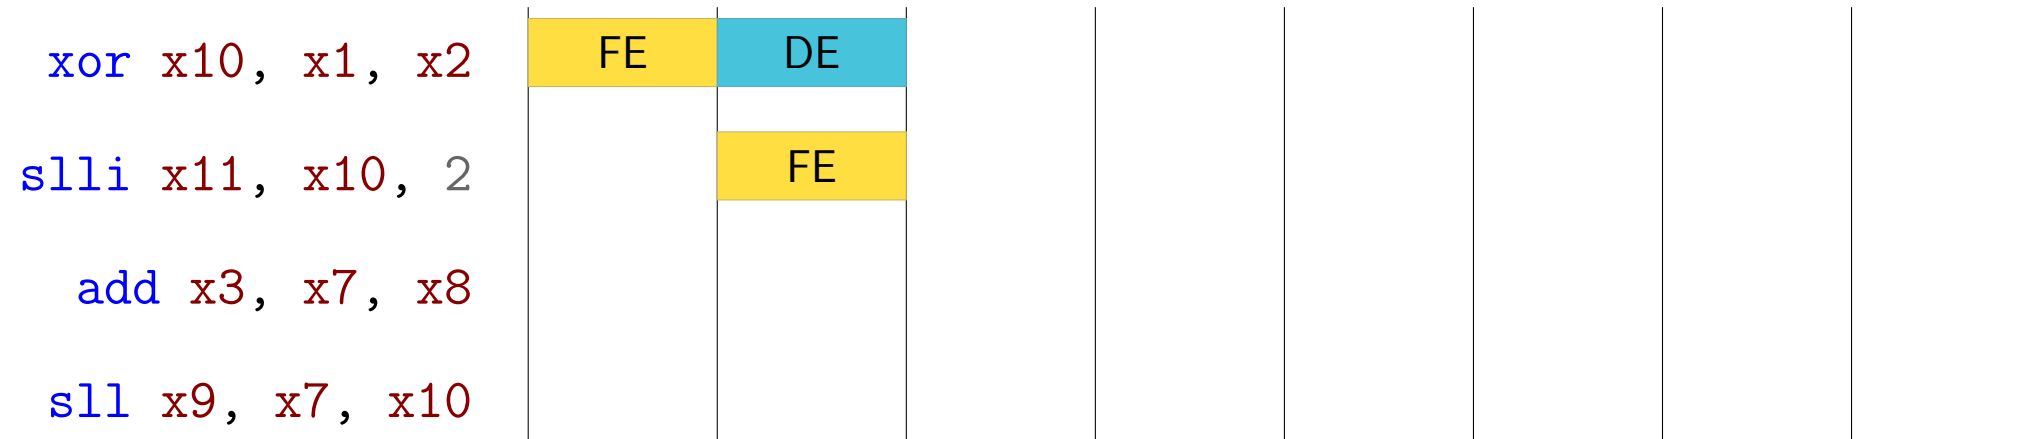 xor x10, x1, x2 FE DE
slli x11, x10, 2 FE
add x3, x7, x8
sll x9, x7, x10